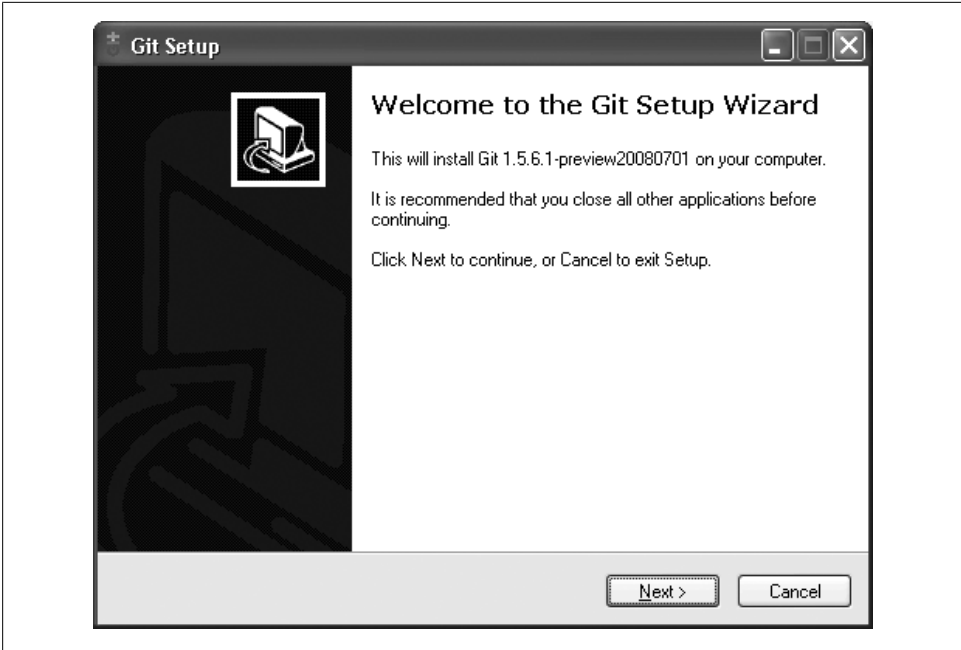 Git Setup
Welcome to the Git Setup Wizard
This will install Git 1.5.6.1-preview20080701 on your computer.
It is recommended that you close all other applications before
continuing.
Click Next to continue, or Cancel to exit Setup.
Next >
Cancel